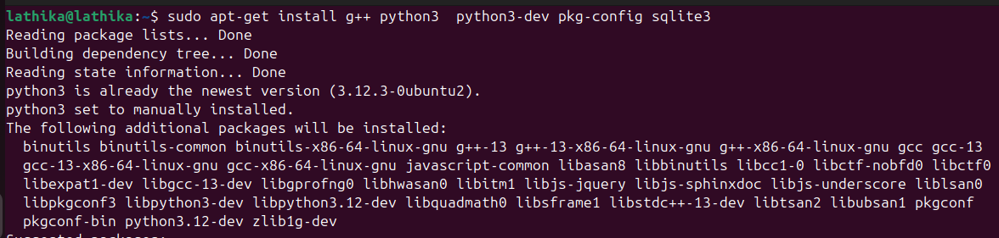 lathika@lathika:~$ sudo apt-get install g++ python3  python3-dev pkg-config sqlite3
Reading package lists... Done
Building dependency tree... Done
Reading state information... Done
python3 is already the newest version (3.12.3-0ubuntu2).
python3 set to manually installed.
The following additional packages will be installed:
  binutils binutils-common binutils-x86-64-linux-gnu g++-13 g++-13-x86-64-linux-gnu g++-x86-64-linux-gnu gcc gcc-13
  gcc-13-x86-64-linux-gnu gcc-x86-64-linux-gnu javascript-common libasan8 libbinutils libcc1-0 libctf-nobfd0 libctf0
  libexpat1-dev libgcc-13-dev libgprofng0 libhwasan0 libitm1 libjs-jquery libjs-sphinxdoc libjs-underscore liblsan0
  libpkgconf3 libpython3-dev libpython3.12-dev libquadmath0 libsframe1 libstdc++-13-dev libtsan2 libubsan1 pkgconf
  pkgconf-bin python3.12-dev zlib1g-dev